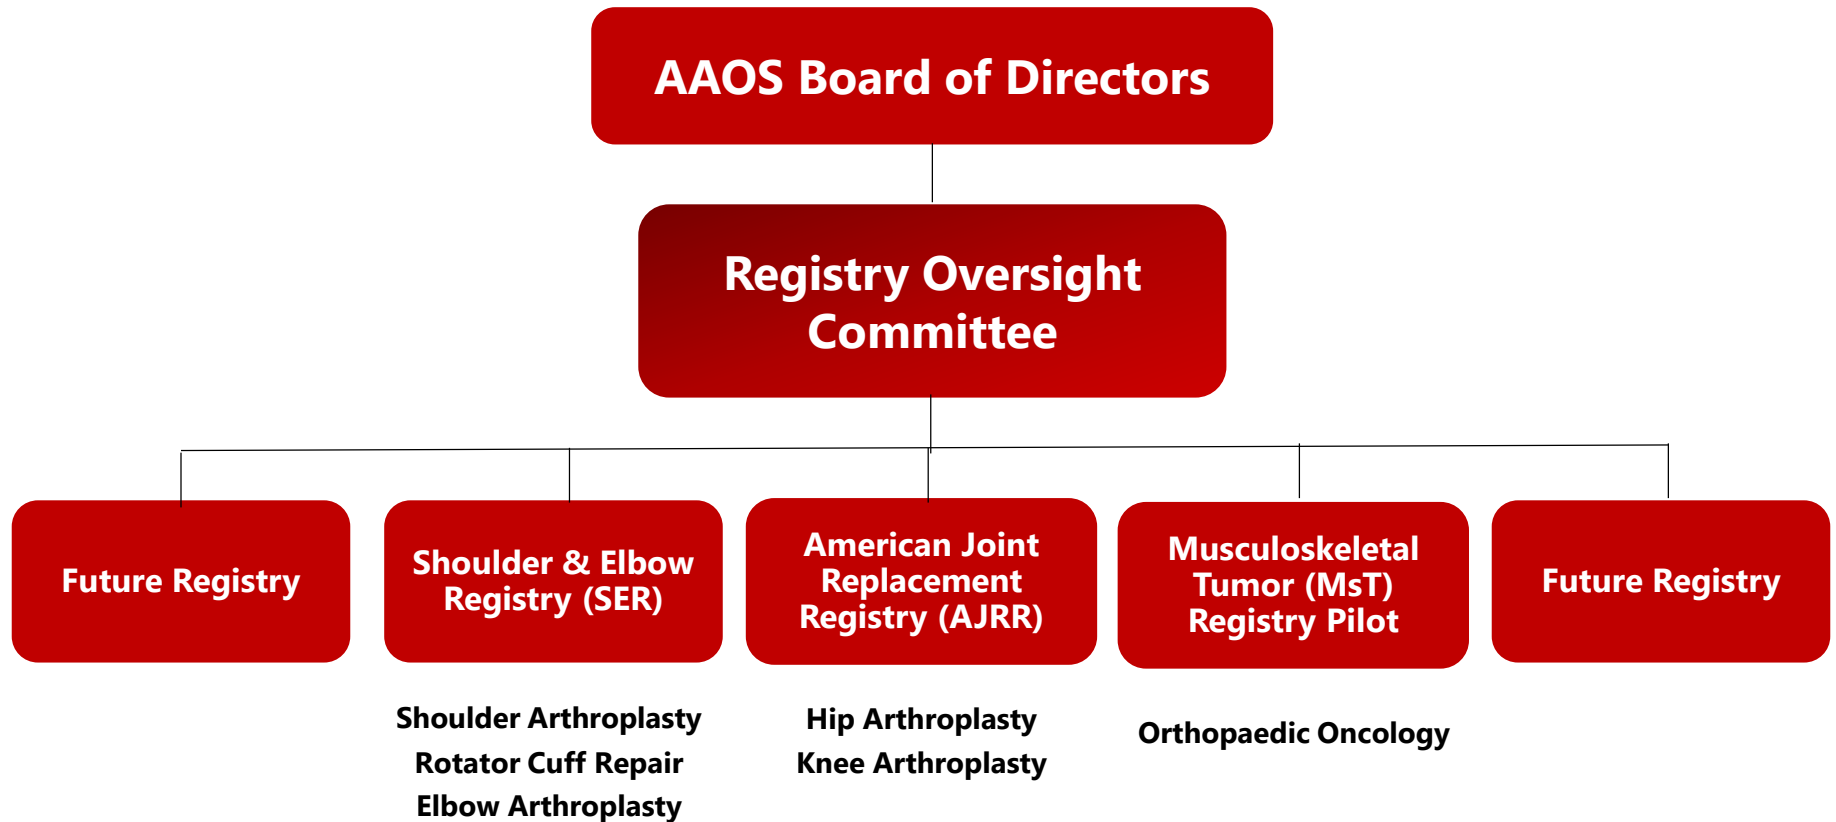 AAOS Board of Directors
Registry Oversight
Committee
Future Registry
Shoulder & Elbow
Registry (SER)
American Joint
Replacement
Registry (AJRR)
Musculoskeletal
Tumor (MsT)
Registry Pilot
Future Registry
Shoulder Arthroplasty
Rotator Cuff Repair
Elbow Arthroplasty
Hip Arthroplasty
Knee Arthroplasty
Orthopaedic Oncology